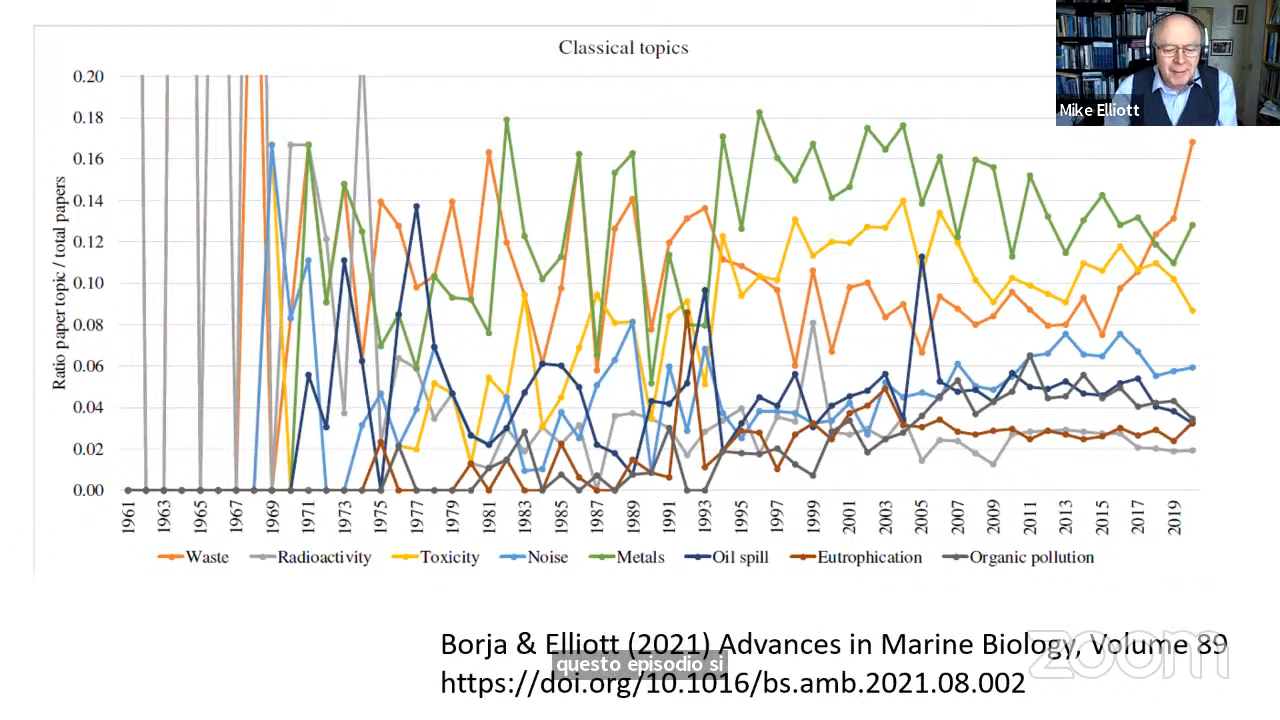 Classical topics
Mike Elliott
Ratio paper topic / total papers
0.20
0.18
0.16
0.14
0.12
0.10
0.08
0.06
0.04
0.02
0.00
1961 1963 1965 1967 1969 1971 1973 1975 1977 1979 1981 1983 1985 1987 1989 1991 1993 1995 1997 1999 2001 2003 2005 2007 2009 2011 2013 2015 2017 2019
Waste Radioactivity Toxicity Noise Metals Oil spill Eutrophication Organic pollution
Borja & Elliott (2021) Advances in Marine Biology, Volume 89
zoom
questo episodio si
https://doi.org/10.1016/bs.amb.2021.08.002